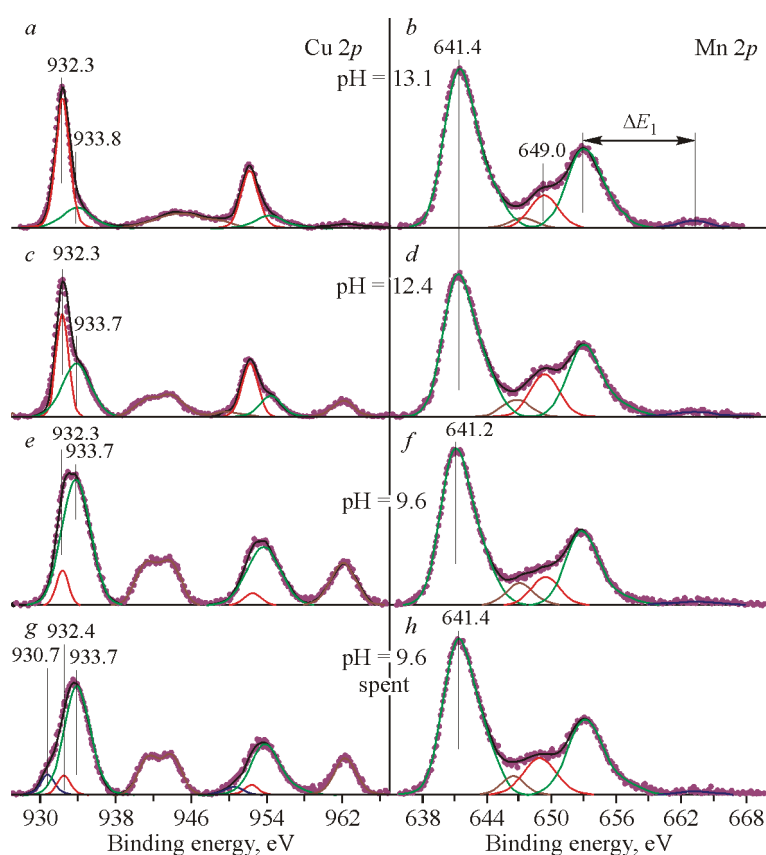 a
Cu 2p
932.3
933.8
b
Mn 2p
641.4
pH = 13.1
ΔE1
649.0
c
932.3
933.7
d
pH = 12.4
e
932.3
933.7
f
641.2
pH = 9.6
g
932.4
930.7
933.7
h
641.4
pH = 9.6
spent
930 938 946 954 962
638 644 650 656 662 668
Binding energy, eV
Binding energy, eV